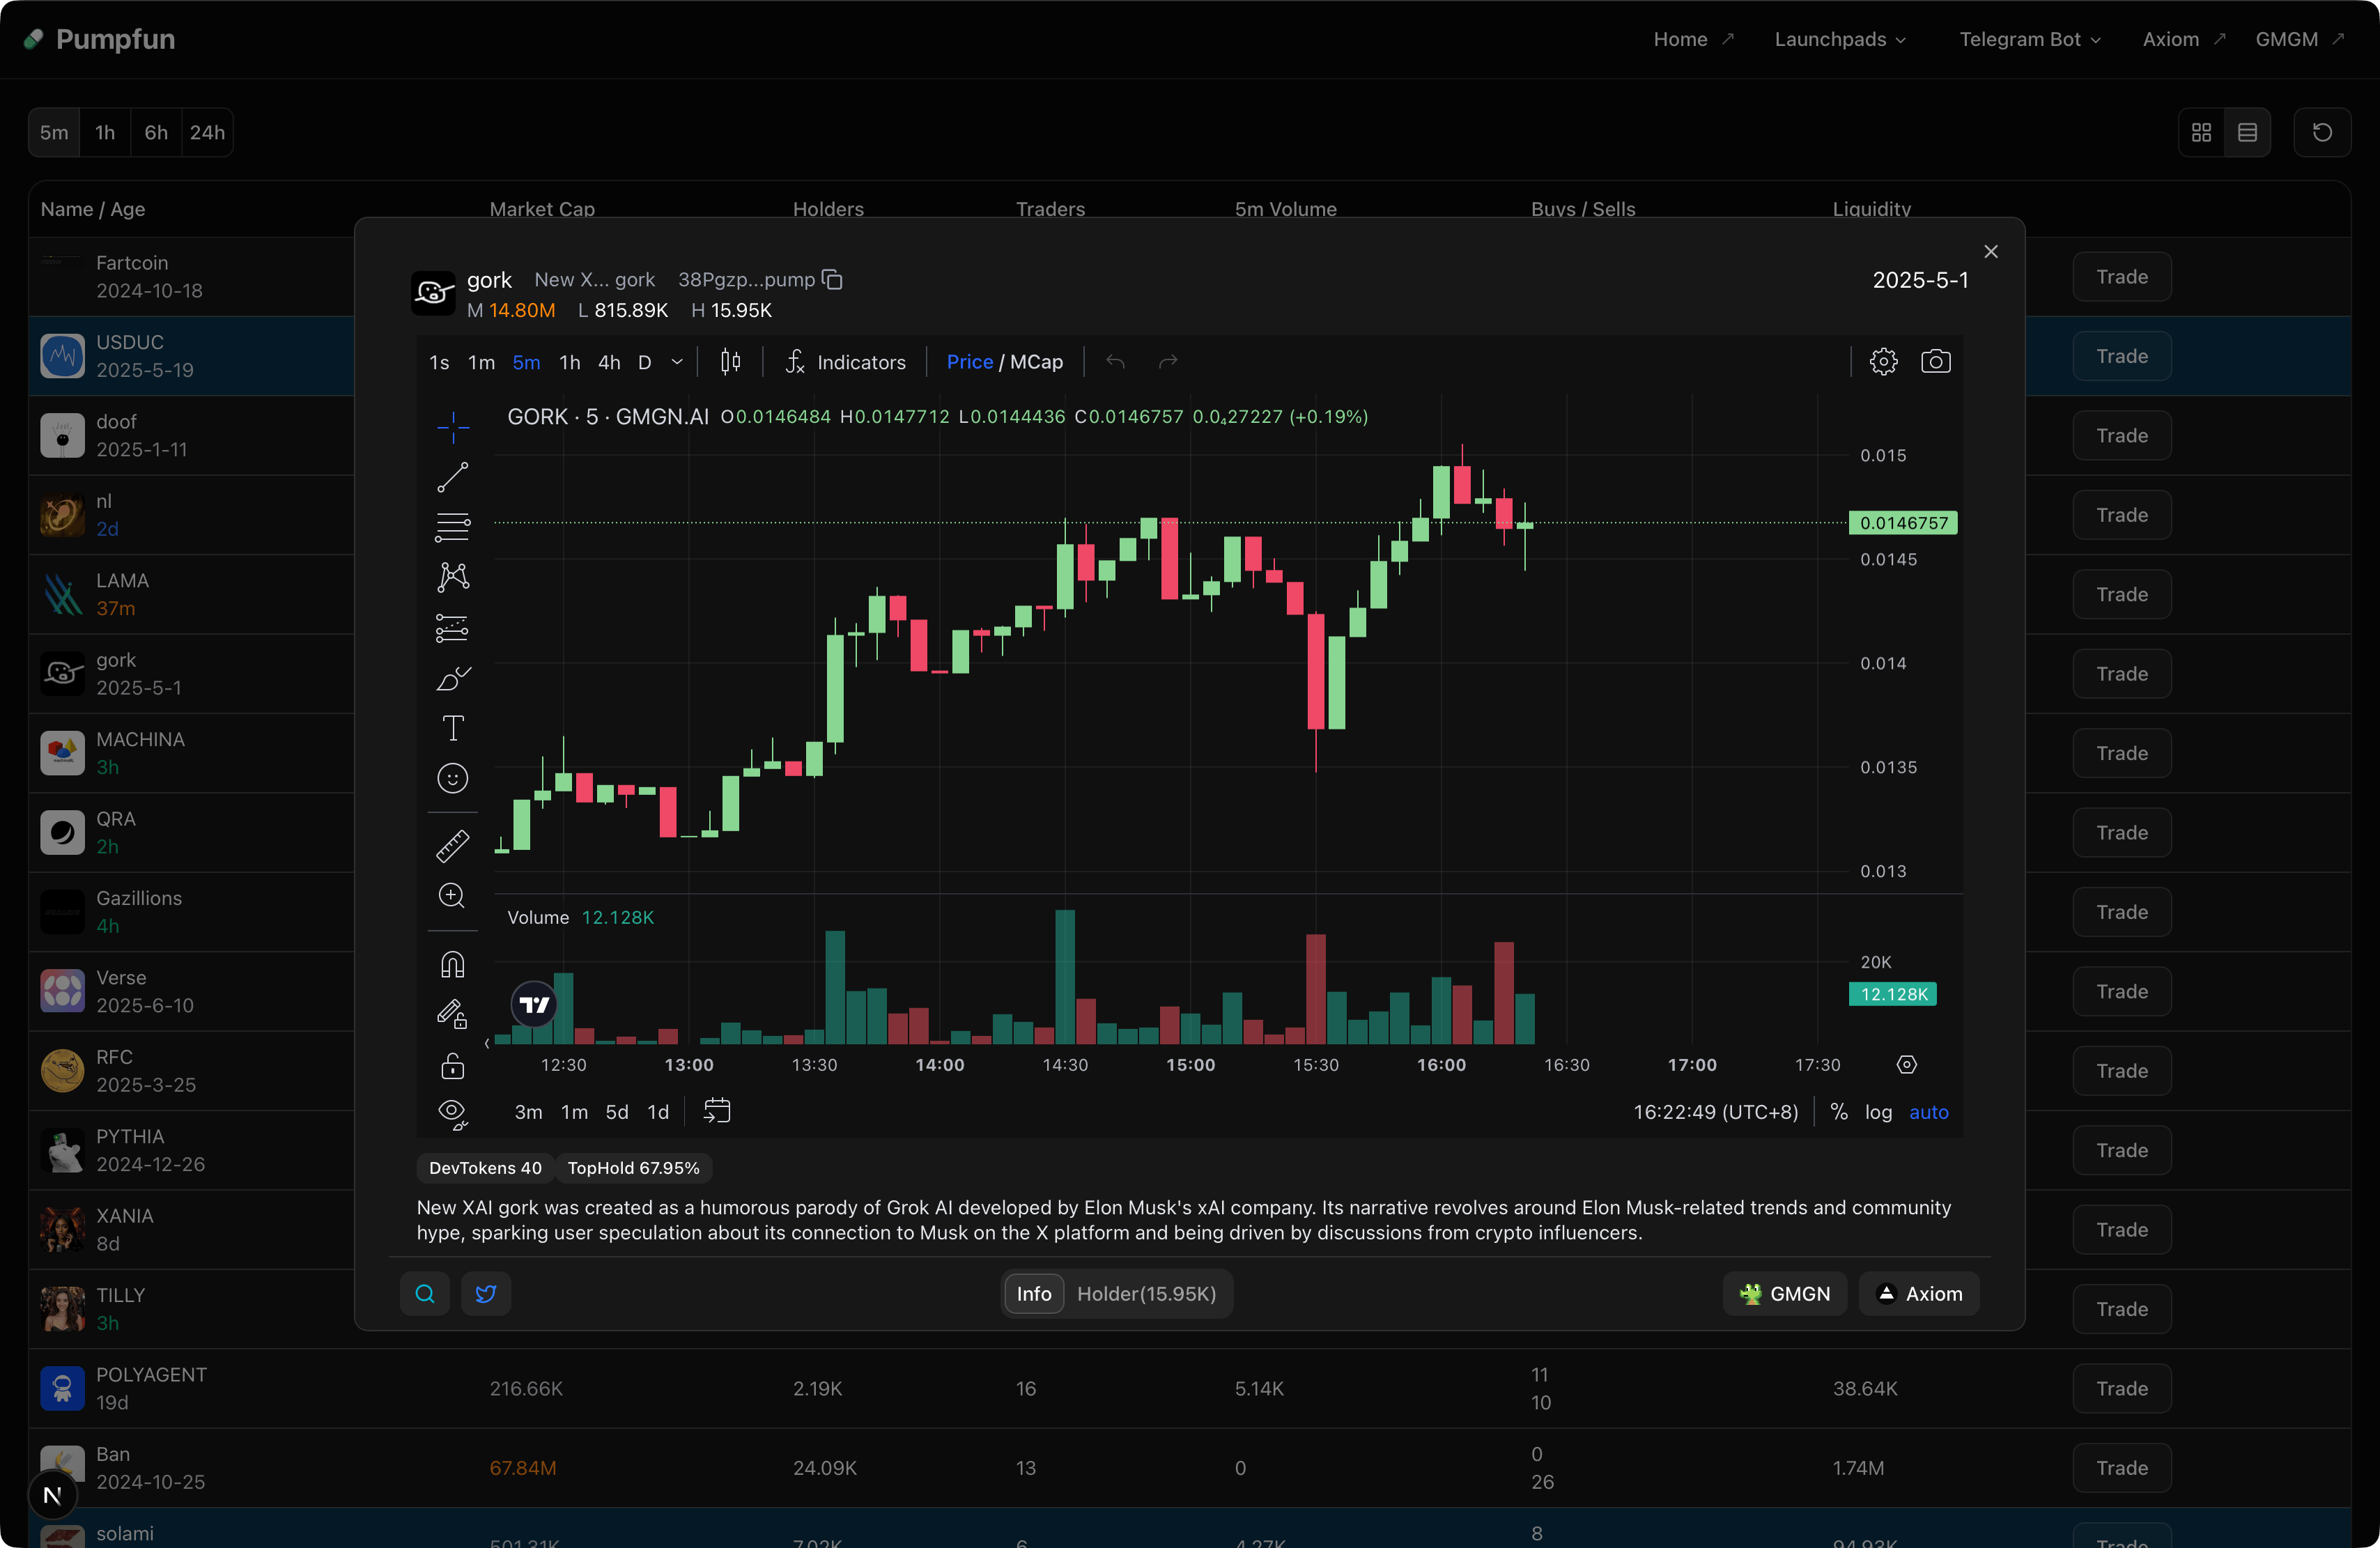 Pumpfun
Home Launchpads Telegram Bot Axiom GMGM
5m 1h 6h 24h
Name / Age Market Cap Holders Traders 5m Volume Buys / Sells Liquidity
Fartcoin
2024-10-18
Trade
USDUC
2025-5-19
Trade
doof
2025-1-11
Trade
nl
2d
Trade
LAMA
37m
Trade
gork
2025-5-1
Trade
MACHINA
3h
Trade
QRA
2h
Trade
Gazillions
4h
Trade
Verse
2025-6-10
Trade
RFC
2025-3-25
Trade
PYTHIA
2024-12-26
Trade
XANIA
8d
Trade
TILLY
3h
Trade
gork New X... gork 38Pgzp...pump 2025-5-1
M 14.80M L 815.89K H 15.95K
1s 1m 5m 1h 4h D Indicators Price / MCap
GORK · 5 · GMGN.AI O0.0146484 H0.0147712 L0.0144436 C0.0146757 0.0₄27227 (+0.19%)
0.015
0.0146757
0.0145
0.014
0.0135
0.013
Volume 12.128K
20K
12.128K
12:30 13:00 13:30 14:00 14:30 15:00 15:30 16:00 16:30 17:00 17:30
3m 1m 5d 1d 16:22:49 (UTC+8) % log auto
DevTokens 40 TopHold 67.95%
New XAI gork was created as a humorous parody of Grok AI developed by Elon Musk's xAI company. Its narrative revolves around Elon Musk-related trends and community
hype, sparking user speculation about its connection to Musk on the X platform and being driven by discussions from crypto influencers.
Info Holder(15.95K) GMGN Axiom
POLYAGENT
19d
216.66K 2.19K 16 5.14K
11
10
38.64K Trade
Ban
2024-10-25
67.84M 24.09K 13 0
0
26
1.74M Trade
N
solami
8